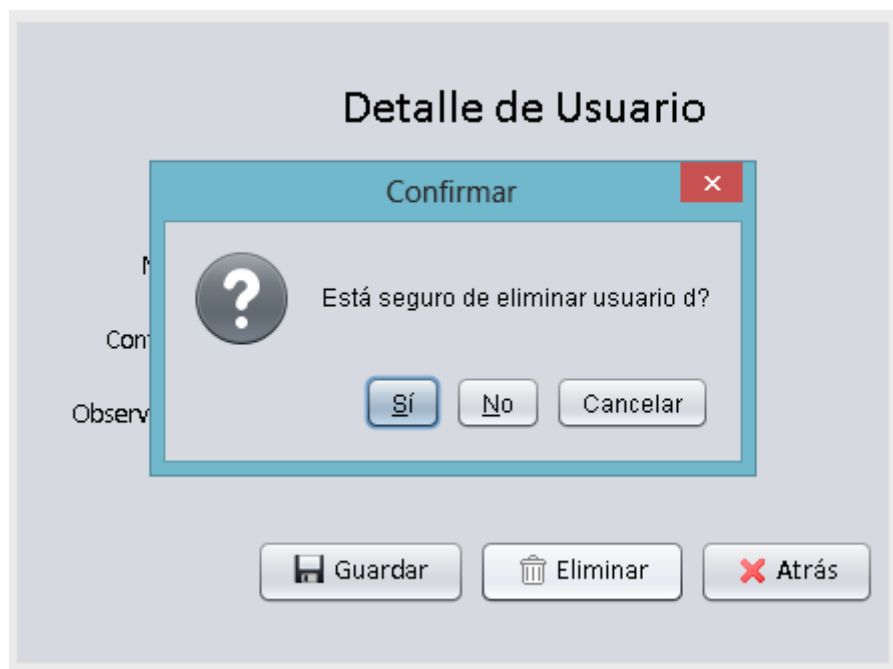 Detalle de Usuario
Confirmar
Está seguro de eliminar usuario d?
Sí No Cancelar
Guardar Eliminar Atrás